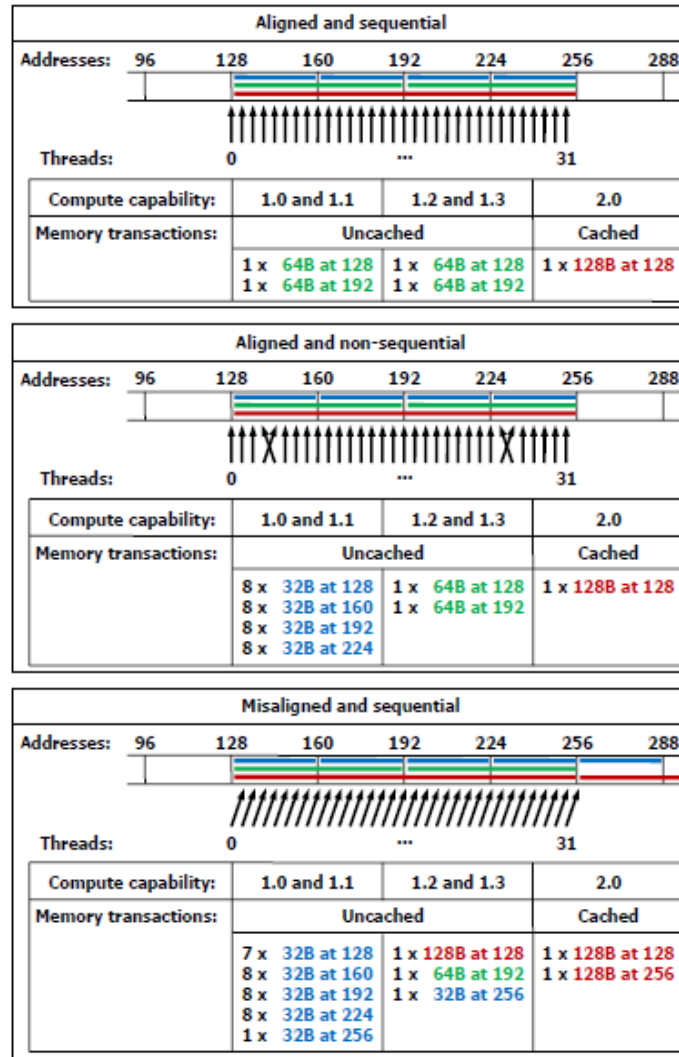 Aligned and sequential
Addresses: 96 128 160 192 224 256 288
Threads: 0 ... 31
Compute capability: 1.0 and 1.1 1.2 and 1.3 2.0
Memory transactions: Uncached Cached
1 x 64B at 128 1 x 64B at 128 1 x 128B at 128
1 x 64B at 192 1 x 64B at 192
Aligned and non-sequential
Addresses: 96 128 160 192 224 256 288
Threads: 0 ... 31
Compute capability: 1.0 and 1.1 1.2 and 1.3 2.0
Memory transactions: Uncached Cached
8 x 32B at 128 1 x 64B at 128 1 x 128B at 128
8 x 32B at 160 1 x 64B at 192
8 x 32B at 192
8 x 32B at 224
Misaligned and sequential
Addresses: 96 128 160 192 224 256 288
Threads: 0 ... 31
Compute capability: 1.0 and 1.1 1.2 and 1.3 2.0
Memory transactions: Uncached Cached
7 x 32B at 128 1 x 128B at 128 1 x 128B at 128
8 x 32B at 160 1 x 64B at 192 1 x 128B at 256
8 x 32B at 192 1 x 32B at 256
8 x 32B at 224
1 x 32B at 256